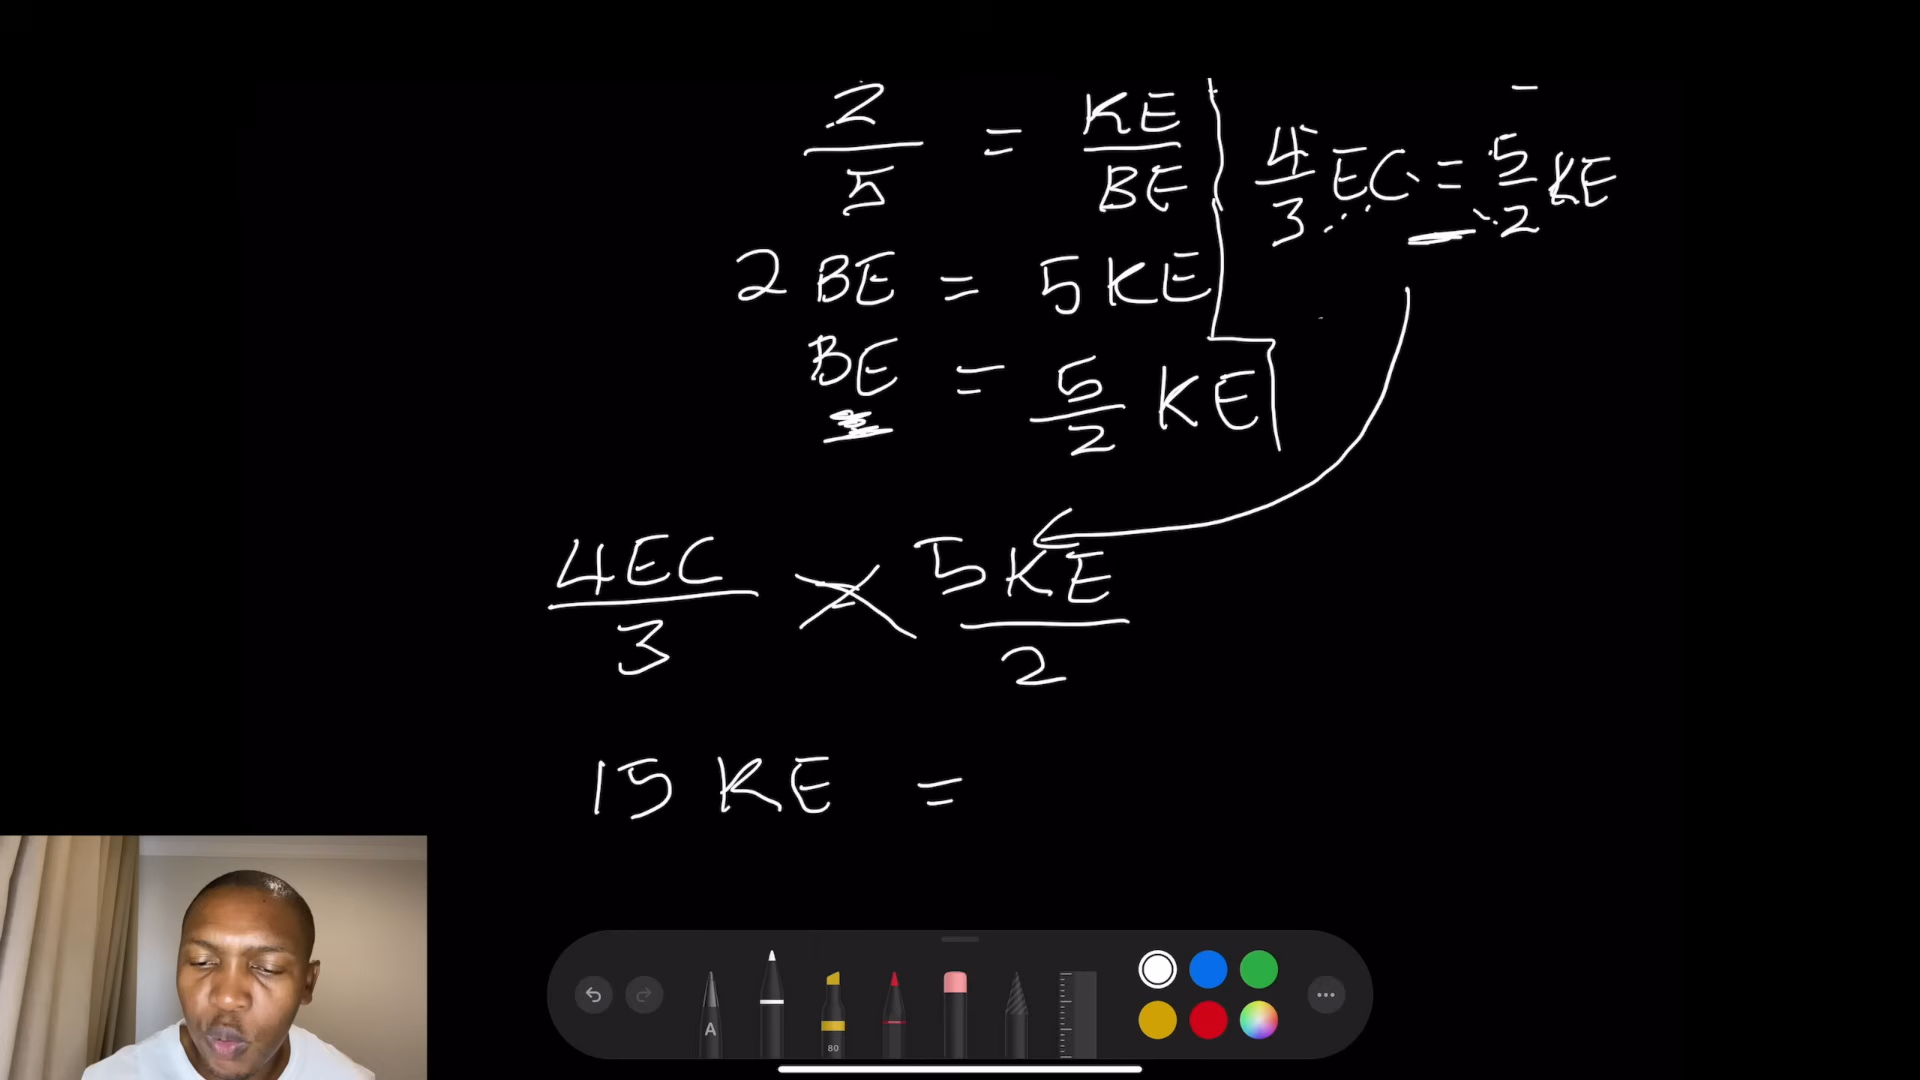 2/5 = KE/BE
4/3 EC = 5/2 KE
2 BE = 5 KE
BE = 5/2 KE
4EC/3 = 5KE/2
15 KE =
A
80